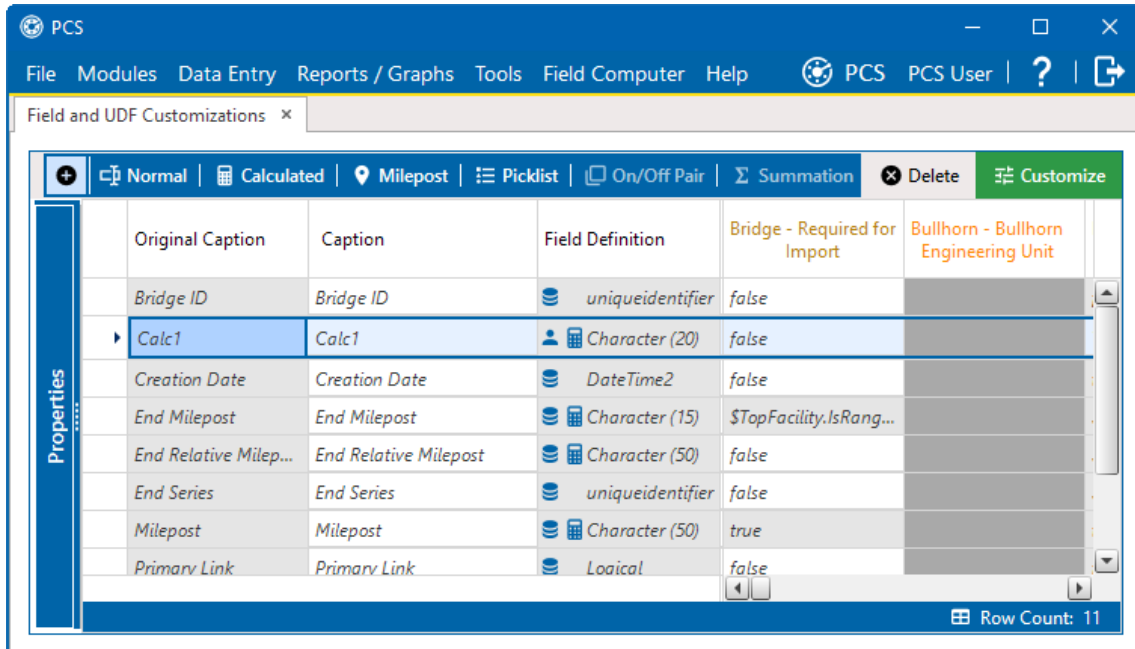 PCS
File Modules Data Entry Reports / Graphs Tools Field Computer Help PCS PCS User | ? |
Field and UDF Customizations ×
Normal | Calculated | Milepost | Picklist | On/Off Pair | Σ Summation Delete Customize
Properties
Original Caption Caption Field Definition Bridge - Required for Import Bullhorn - Bullhorn Engineering Unit
Bridge ID Bridge ID uniqueidentifier false
Calc1 Calc1 Character (20) false
Creation Date Creation Date DateTime2 false
End Milepost End Milepost Character (15) $TopFacility.IsRang...
End Relative Milep... End Relative Milepost Character (50) false
End Series End Series uniqueidentifier false
Milepost Milepost Character (50) true
Primary Link Primary Link Logical false
Row Count: 11